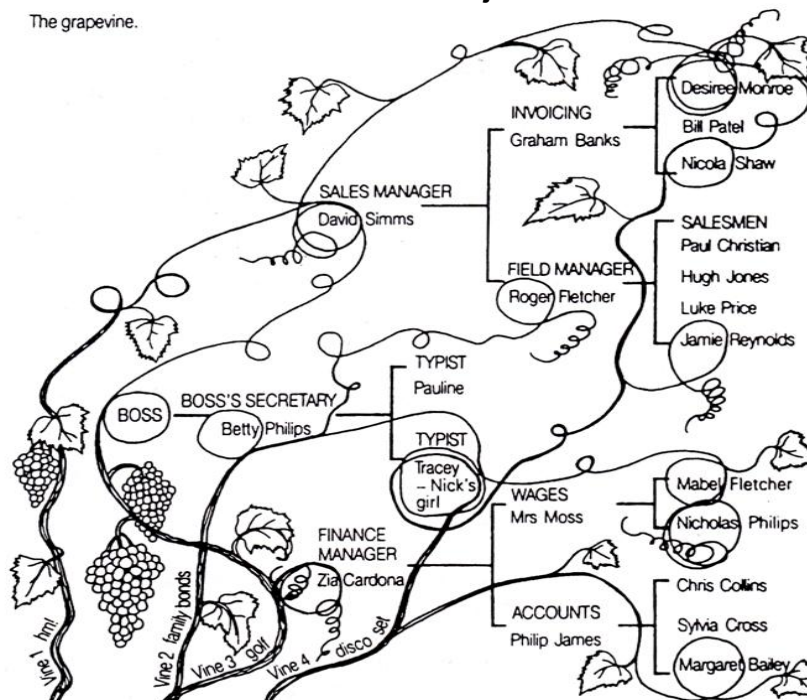 The grapevine.
INVOICING
Graham Banks
Desiree Monroe
Bill Patel
Nicola Shaw
SALES MANAGER
David Simms
SALESMEN
Paul Christian
Hugh Jones
Luke Price
Jamie Reynolds
FIELD MANAGER
Roger Fletcher
TYPIST
Pauline
BOSS
BOSS'S SECRETARY
Betty Philips
TYPIST
Tracey
– Nick's
girl
WAGES
Mrs Moss
Mabel Fletcher
Nicholas Philips
FINANCE
MANAGER
Zia Cardona
ACCOUNTS
Philip James
Chris Collins
Sylvia Cross
Margaret Bailey
Vine 1 hm!
Vine 2 family bonds
Vine 3 golf
Vine 4 disco set